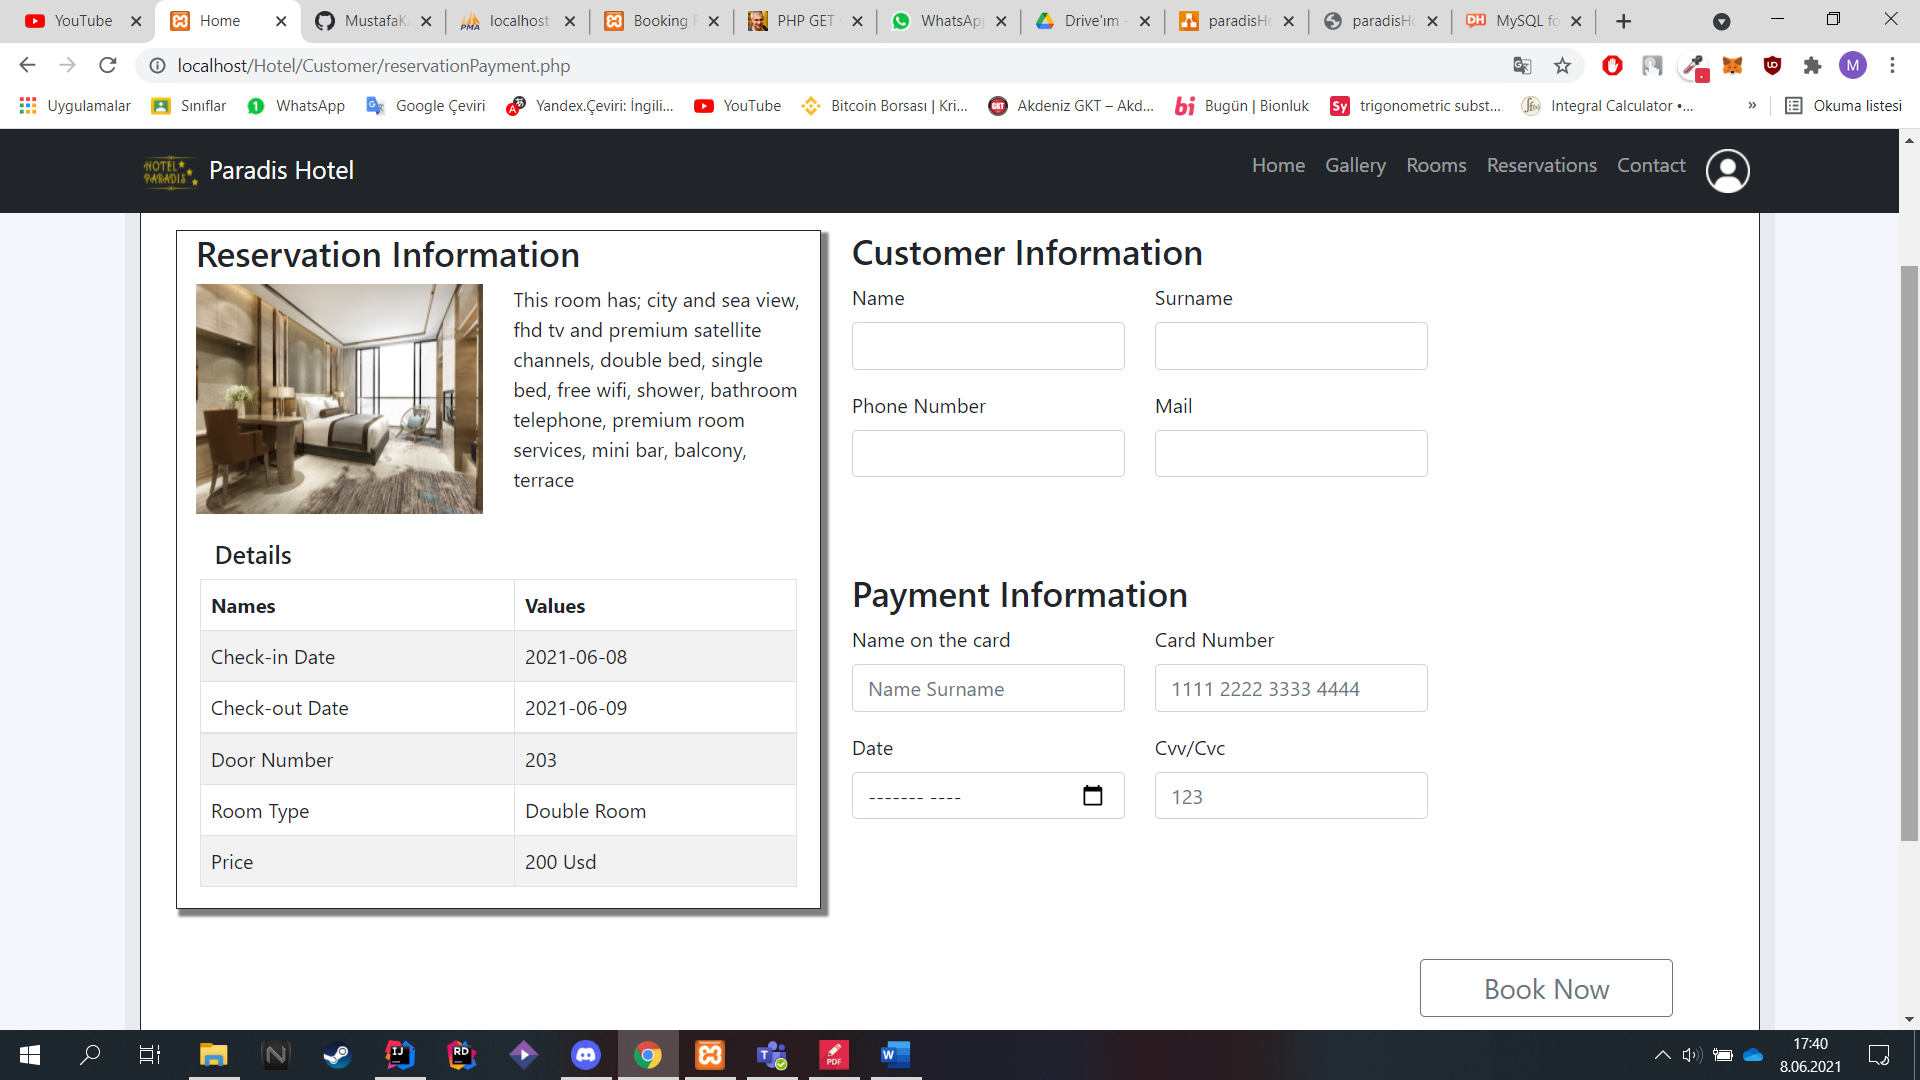 YouTube
Home
MustafaKA
localhost
Booking F
PHP GET
WhatsApp
Drive'ım -
paradisHo
paradisHo
MySQL fo
localhost/Hotel/Customer/reservationPayment.php
M
Uygulamalar
Sınıflar
WhatsApp
Google Çeviri
Yandex.Çeviri: İngili...
YouTube
Bitcoin Borsası | Kri...
Akdeniz GKT – Akd...
Bugün | Bionluk
trigonometric subst...
Integral Calculator •...
»
Okuma listesi
HOTEL PARADIS
Paradis Hotel
Home
Gallery
Rooms
Reservations
Contact
Reservation Information
This room has; city and sea view,
fhd tv and premium satellite
channels, double bed, single
bed, free wifi, shower, bathroom
telephone, premium room
services, mini bar, balcony,
terrace
Details
Names Values
Check-in Date 2021-06-08
Check-out Date 2021-06-09
Door Number 203
Room Type Double Room
Price 200 Usd
Customer Information
Name Surname
Phone Number Mail
Payment Information
Name on the card Card Number
Name Surname 1111 2222 3333 4444
Date Cvv/Cvc
------- ---- 123
Book Now
17:40
8.06.2021